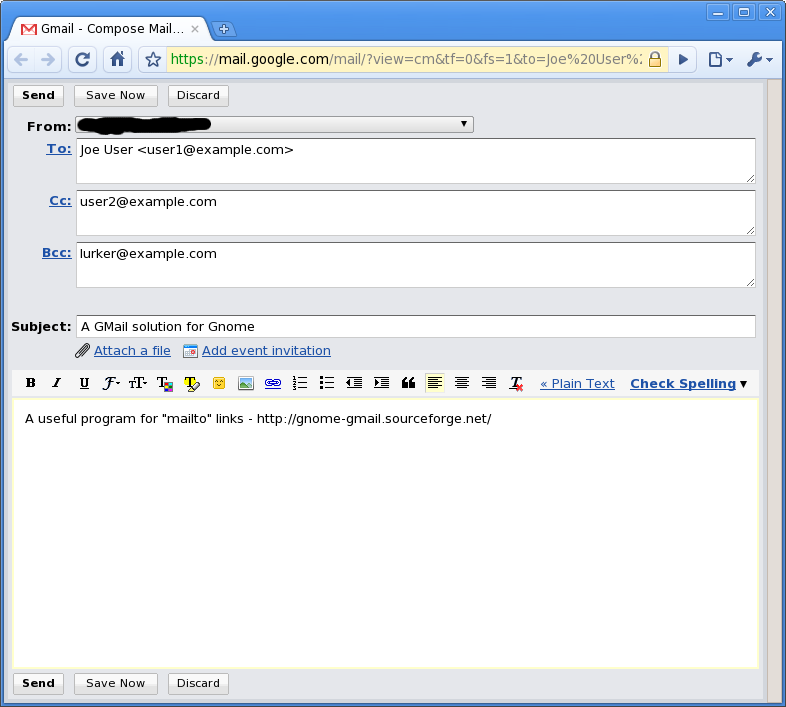 Gmail - Compose Mail...
https://mail.google.com/mail/?view=cm&tf=0&fs=1&to=Joe%20User%
Send Save Now Discard
From:
To: Joe User <user1@example.com>
Cc: user2@example.com
Bcc: lurker@example.com
Subject: A GMail solution for Gnome
Attach a file Add event invitation
B I U F TT T T « Plain Text Check Spelling
A useful program for "mailto" links - http://gnome-gmail.sourceforge.net/
Send Save Now Discard